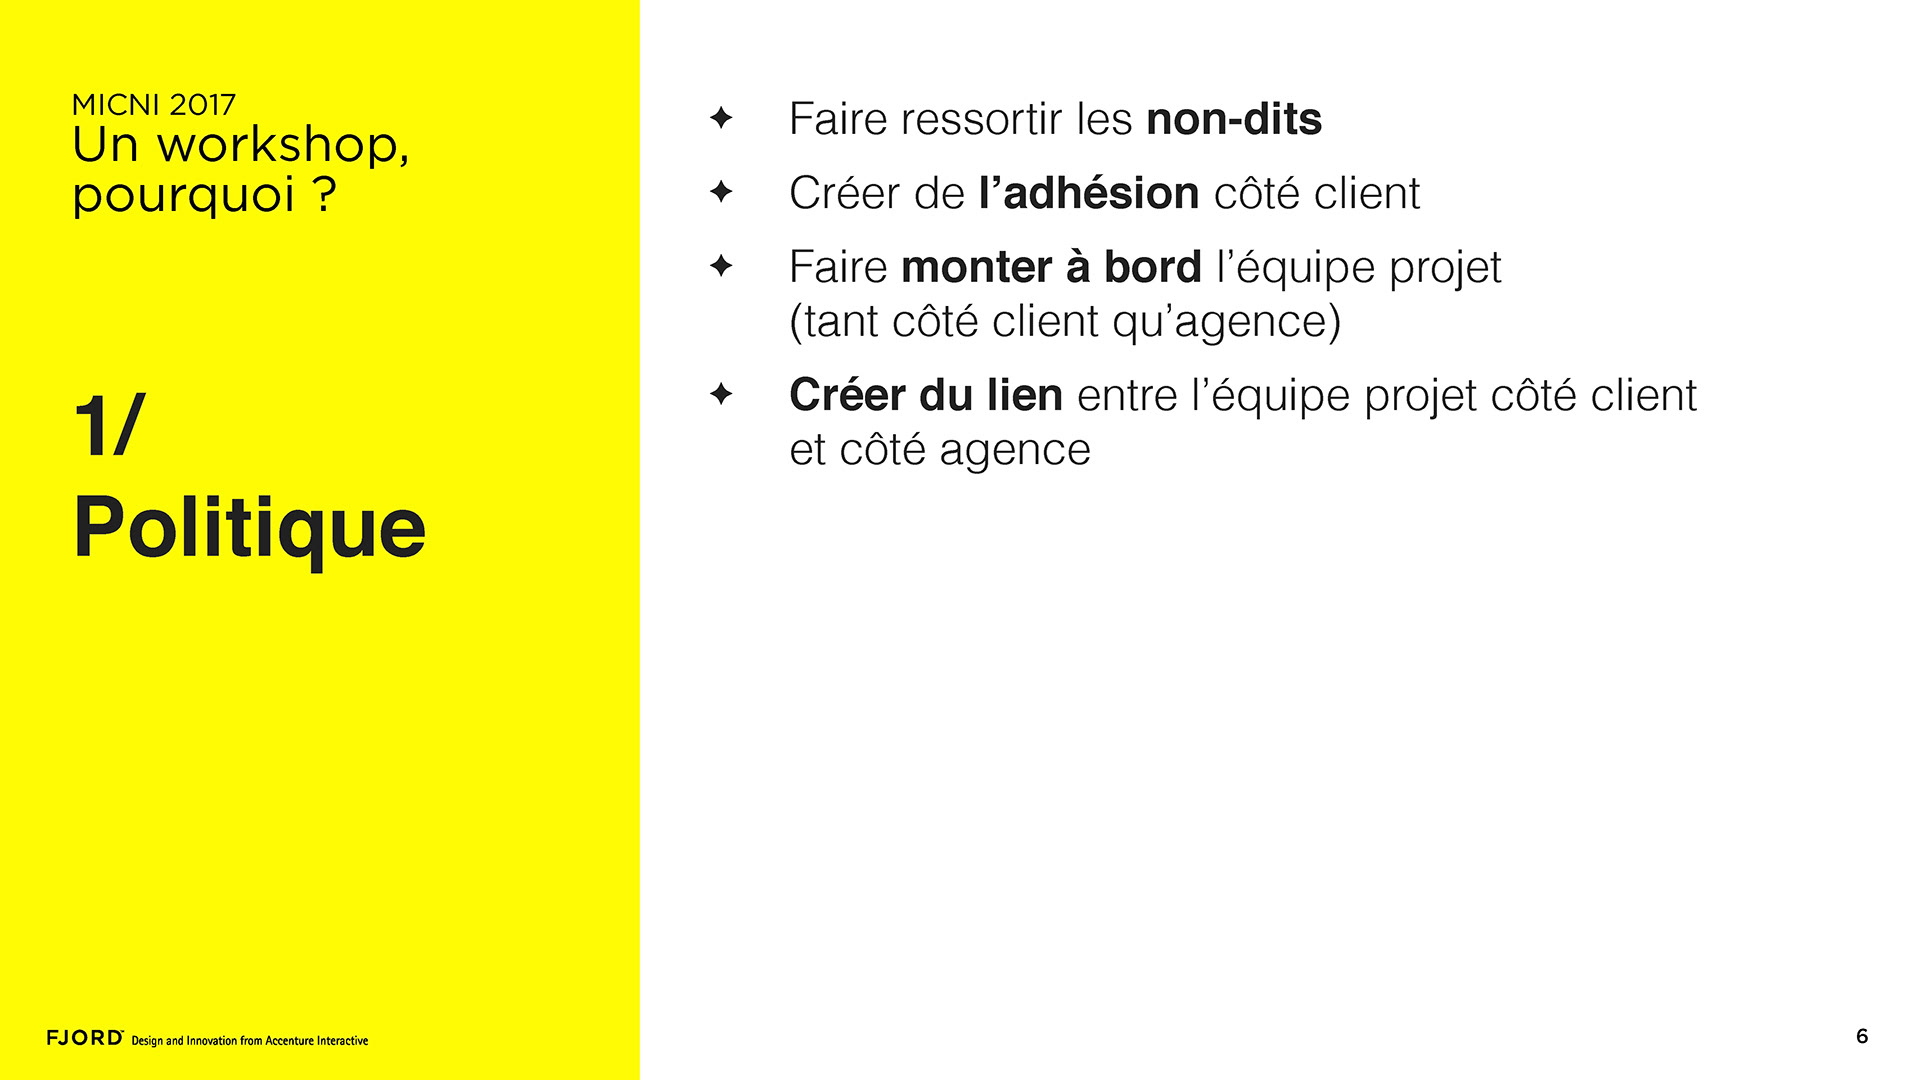 MICNI 2017
Un workshop,
pourquoi ?
1/
Politique
✦ Faire ressortir les non-dits
✦ Créer de l’adhésion côté client
✦ Faire monter à bord l’équipe projet
(tant côté client qu’agence)
✦ Créer du lien entre l’équipe projet côté client
et côté agence
FJORD™ Design and Innovation from Accenture Interactive
6